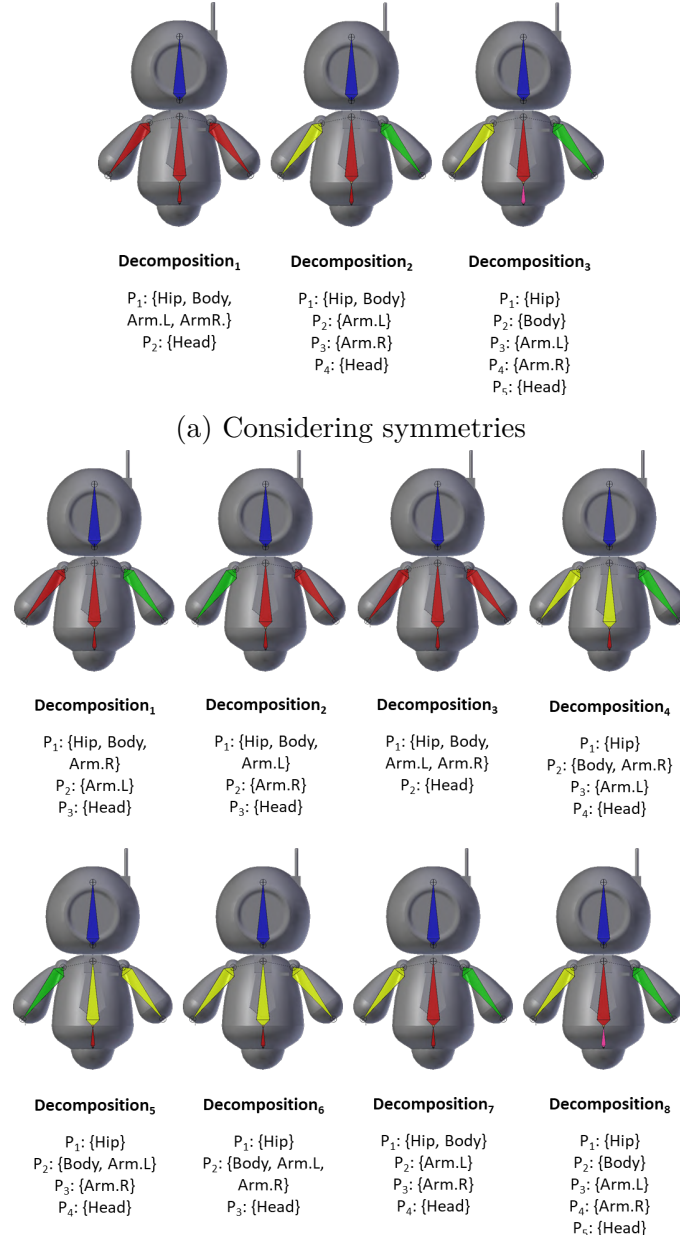 Decomposition₁
P₁: {Hip, Body,
Arm.L, ArmR.}
P₂: {Head}
Decomposition₂
P₁: {Hip, Body}
P₂: {Arm.L}
P₃: {Arm.R}
P₄: {Head}
Decomposition₃
P₁: {Hip}
P₂: {Body}
P₃: {Arm.L}
P₄: {Arm.R}
P₅: {Head}
(a) Considering symmetries
Decomposition₁
P₁: {Hip, Body,
Arm.R}
P₂: {Arm.L}
P₃: {Head}
Decomposition₂
P₁: {Hip, Body,
Arm.L}
P₂: {Arm.R}
P₃: {Head}
Decomposition₃
P₁: {Hip, Body,
Arm.L, Arm.R}
P₂: {Head}
Decomposition₄
P₁: {Hip}
P₂: {Body, Arm.R}
P₃: {Arm.L}
P₄: {Head}
Decomposition₅
P₁: {Hip}
P₂: {Body, Arm.L}
P₃: {Arm.R}
P₄: {Head}
Decomposition₆
P₁: {Hip}
P₂: {Body, Arm.L,
Arm.R}
P₃: {Head}
Decomposition₇
P₁: {Hip, Body}
P₂: {Arm.L}
P₃: {Arm.R}
P₄: {Head}
Decomposition₈
P₁: {Hip}
P₂: {Body}
P₃: {Arm.L}
P₄: {Arm.R}
P₅: {Head}